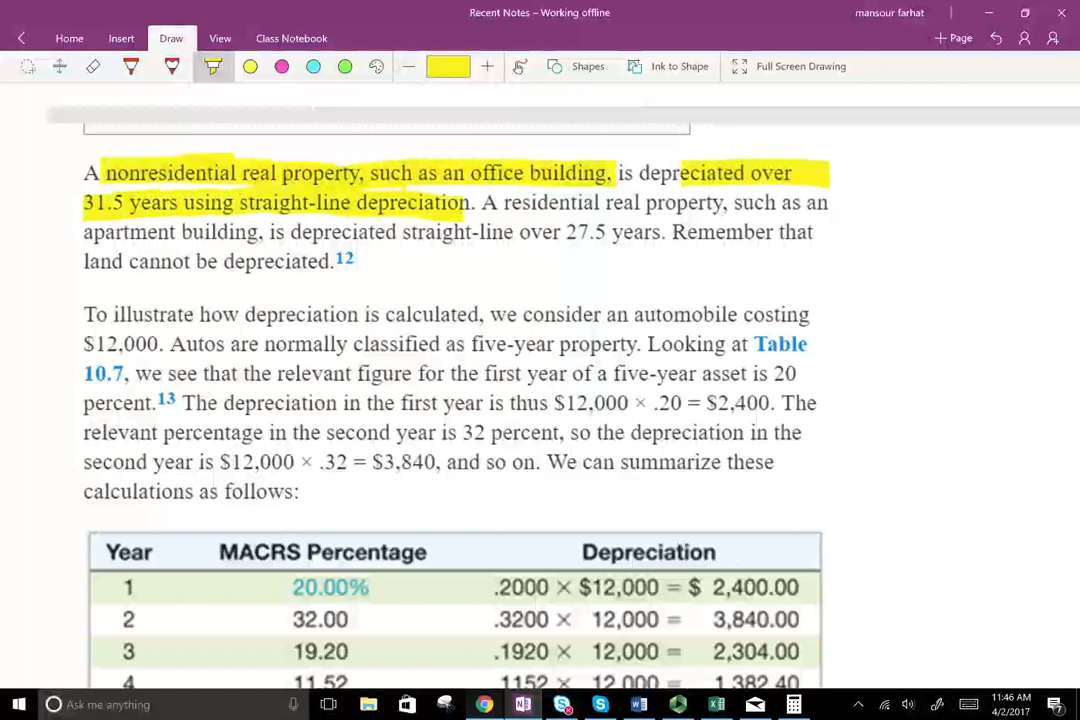 Recent Notes – Working offline
mansour farhat
Home Insert Draw View Class Notebook
Page
Shapes Ink to Shape Full Screen Drawing
A nonresidential real property, such as an office building, is depreciated over
31.5 years using straight-line depreciation. A residential real property, such as an
apartment building, is depreciated straight-line over 27.5 years. Remember that
land cannot be depreciated.12
To illustrate how depreciation is calculated, we consider an automobile costing
$12,000. Autos are normally classified as five-year property. Looking at Table
10.7, we see that the relevant figure for the first year of a five-year asset is 20
percent.13 The depreciation in the first year is thus $12,000 × .20 = $2,400. The
relevant percentage in the second year is 32 percent, so the depreciation in the
second year is $12,000 × .32 = $3,840, and so on. We can summarize these
calculations as follows:
Year MACRS Percentage Depreciation
1 20.00% .2000 × $12,000 = $ 2,400.00
2 32.00 .3200 × 12,000 = 3,840.00
3 19.20 .1920 × 12,000 = 2,304.00
4 11.52 .1152 × 12,000 = 1,382.40
Ask me anything
11:46 AM
4/2/2017